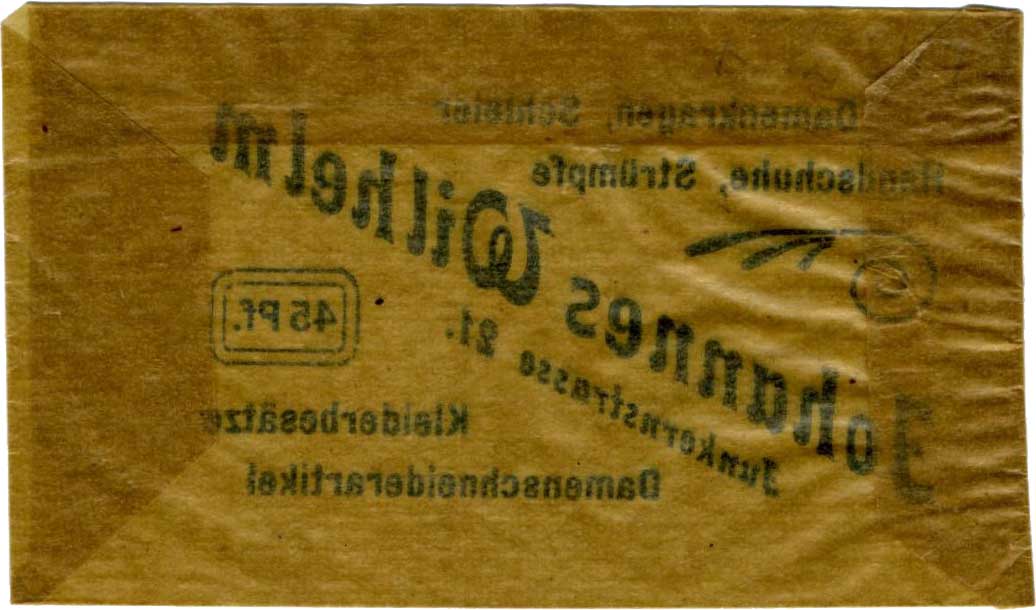 Damenkragen, Schleier
Handschuhe, Strümpfe
Johannes Wilhelm
Junkernstrasse 21.
45 Pf.
Kleiderbesätze
Damenschneiderartikel